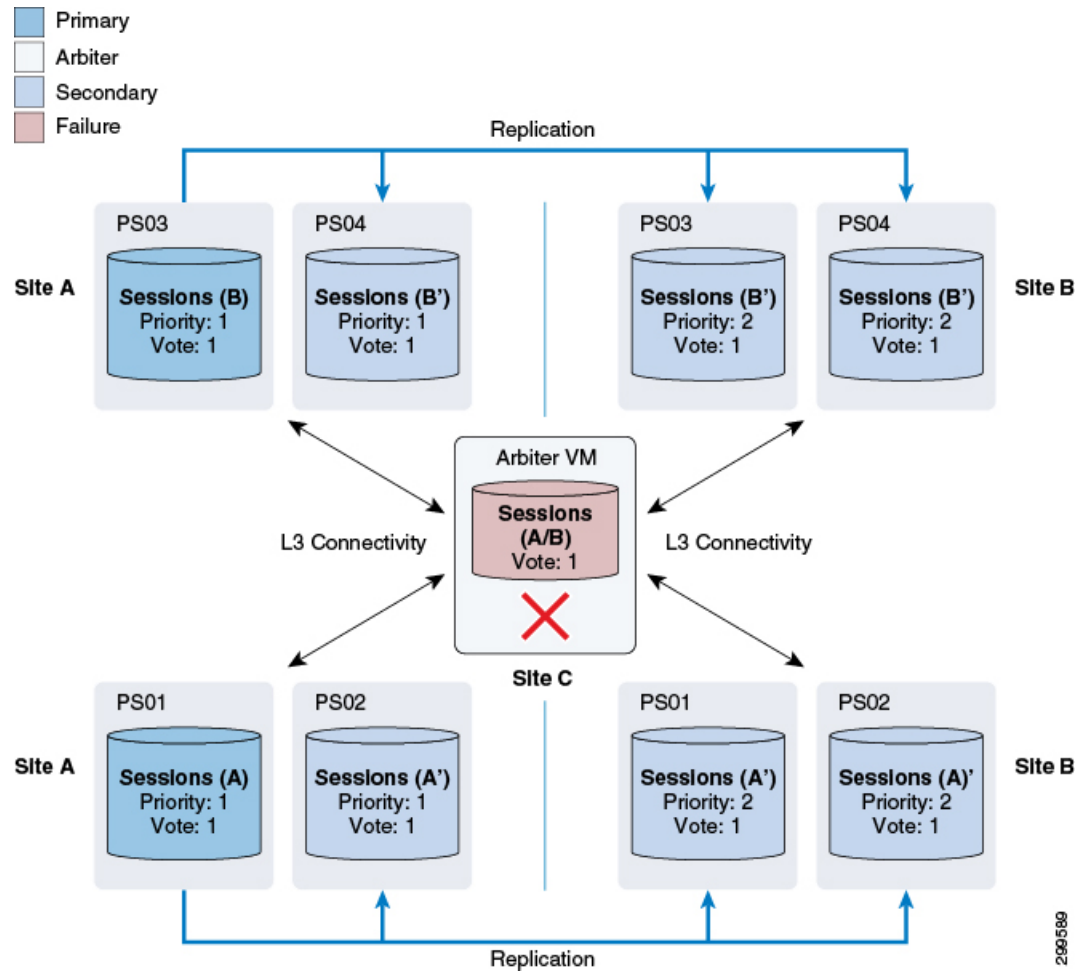 Primary
Arbiter
Secondary
Failure
Replication
PS03
PS04
PS03
PS04
Site A
Sessions (B)
Priority: 1
Vote: 1
Sessions (B’)
Priority: 1
Vote: 1
Sessions (B’)
Priority: 2
Vote: 1
Sessions (B’)
Priority: 2
Vote: 1
Site B
Arbiter VM
Sessions
(A/B)
Vote: 1
L3 Connectivity
L3 Connectivity
Site C
PS01
PS02
PS01
PS02
Site A
Sessions (A)
Priority: 1
Vote: 1
Sessions (A’)
Priority: 1
Vote: 1
Sessions (A’)
Priority: 2
Vote: 1
Sessions (A)’
Priority: 2
Vote: 1
Site B
Replication
299589